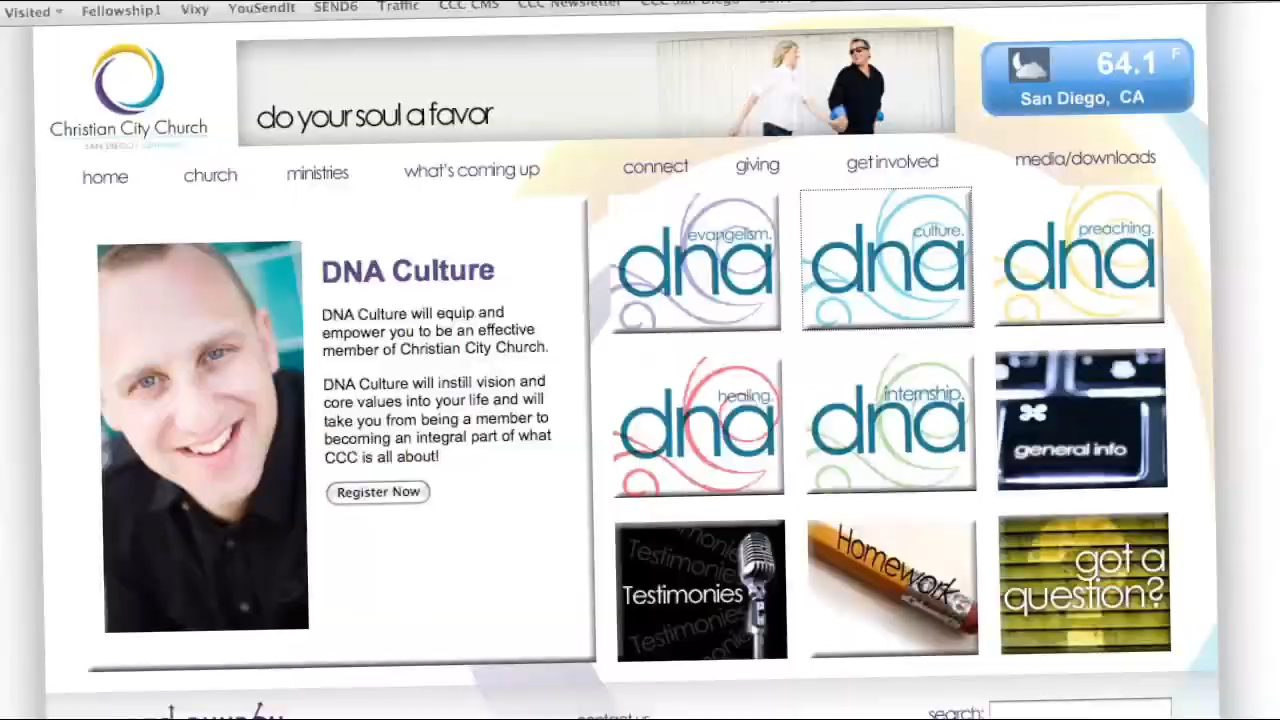 Visited
Fellowship1
Vixy
YouSendIt
SEND6
Traffic
CCC CMS
CCC Newsletter
Christian City Church
do your soul a favor
64.1 F
San Diego, CA
home
church
ministries
what's coming up
connect
giving
get involved
media/downloads
DNA Culture
DNA Culture will equip and
empower you to be an effective
member of Christian City Church.
DNA Culture will instill vision and
core values into your life and will
take you from being a member to
becoming an integral part of what
CCC is all about!
Register Now
evangelism.
dna
culture.
dna
preaching.
dna
healing.
dna
internship.
dna
general info
Testimonies
Testimonies
Testimonies
Homework
got a
question?
contact us
search: